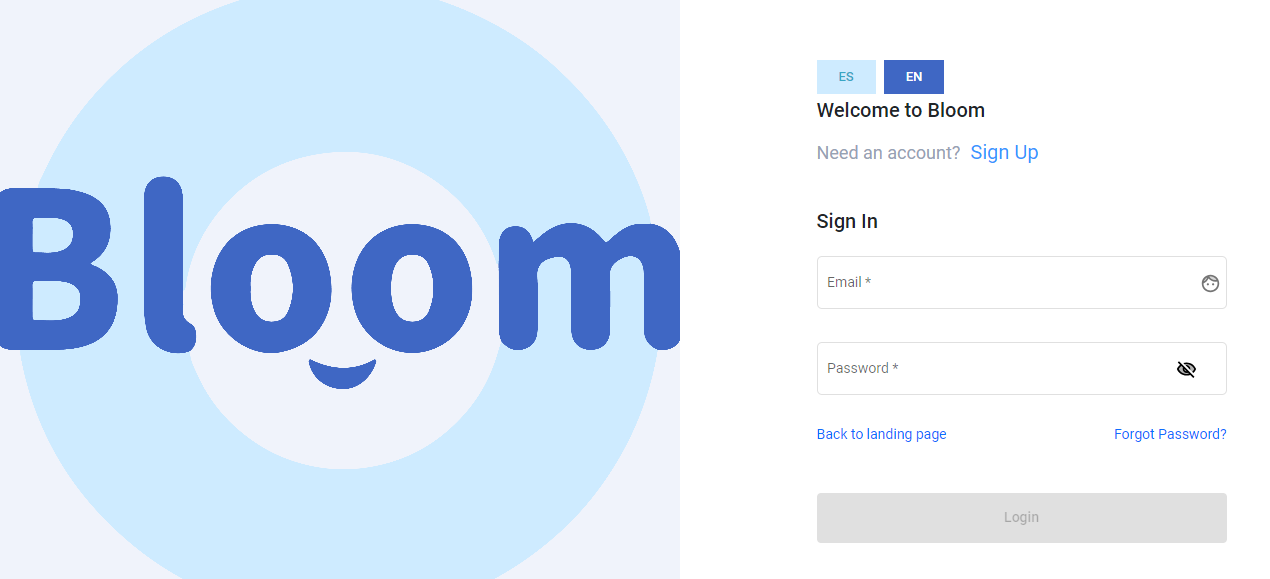 Bloom
ES EN
Welcome to Bloom
Need an account? Sign Up
Sign In
Email *
Password *
Back to landing page Forgot Password?
Login